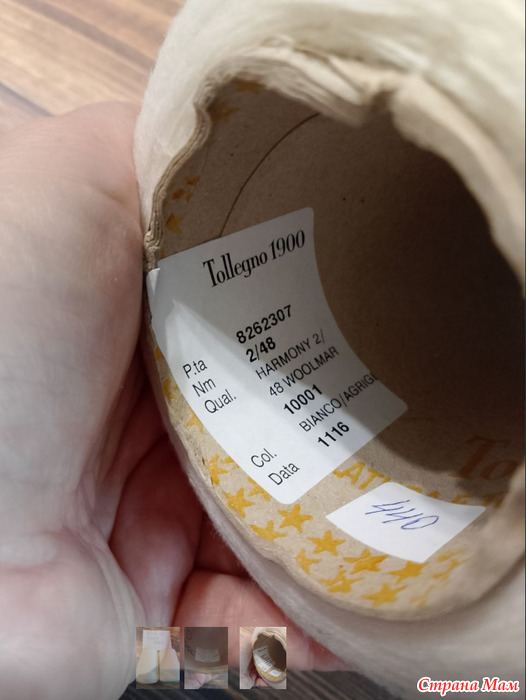 Tollegno 1900
P.ta 8262307
Nm 2/48
Qual. HARMONY 2/
48 WOOLMAR
Col. 10001
BIANCO/AGRIGE
Data 1116
440
To
Страна Мам